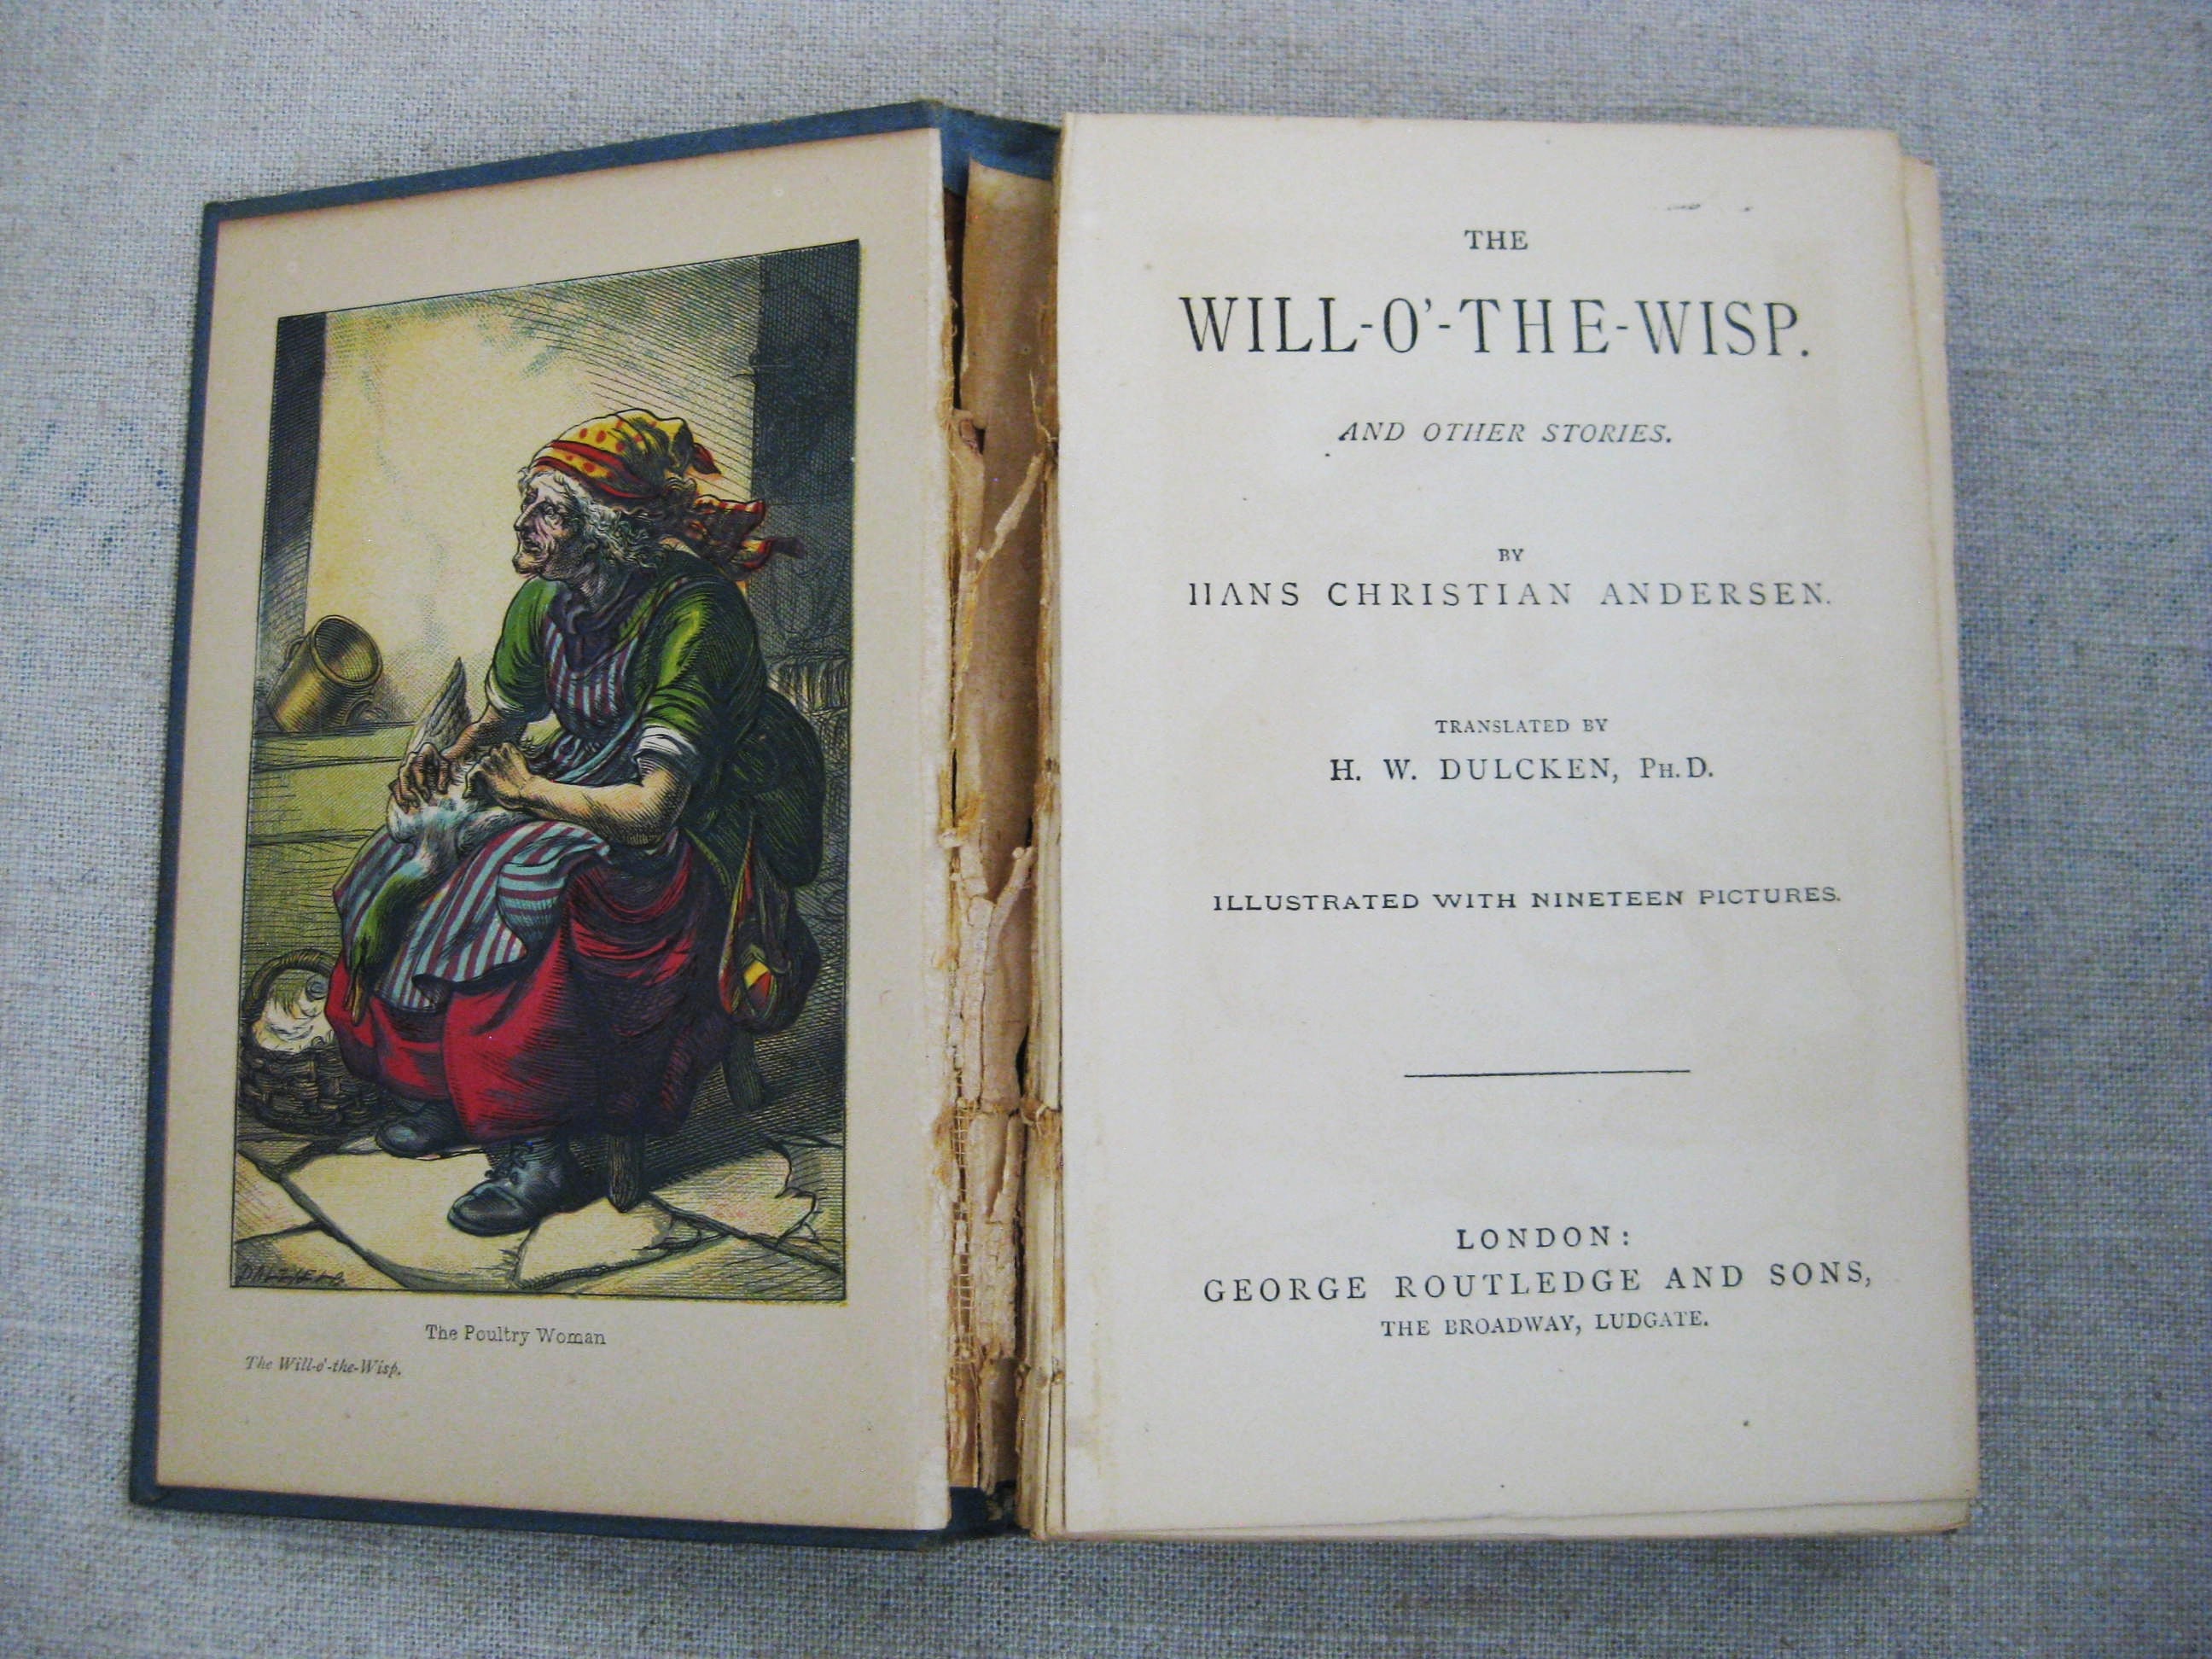 DALZIEL
The Poultry Woman
The Will-o'-the-Wisp.
THE
WILL-O'-THE-WISP.
AND OTHER STORIES.
BY
HANS CHRISTIAN ANDERSEN.
TRANSLATED BY
H. W. DULCKEN, PH.D.
ILLUSTRATED WITH NINETEEN PICTURES.
LONDON:
GEORGE ROUTLEDGE AND SONS,
THE BROADWAY, LUDGATE.